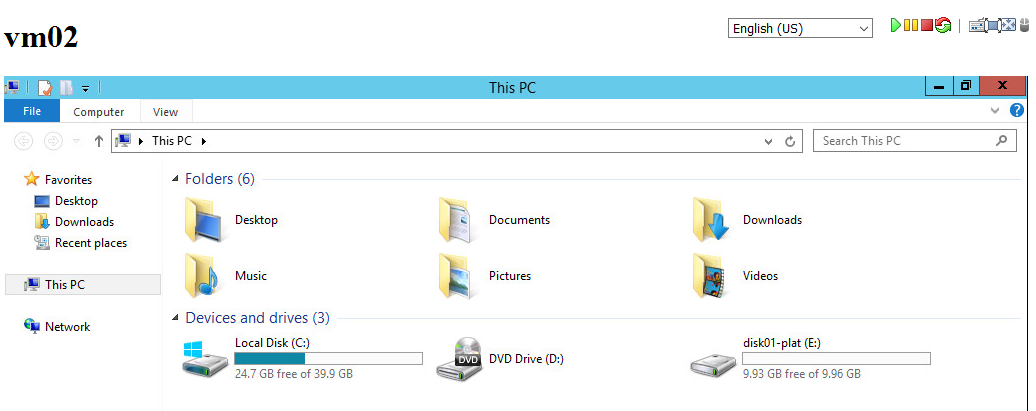 English (US)
vm02
This PC
File Computer View
This PC
Search This PC
Favorites
Desktop
Downloads
Recent places
This PC
Network
Folders (6)
Desktop
Documents
Downloads
Music
Pictures
Videos
Devices and drives (3)
Local Disk (C:)
24.7 GB free of 39.9 GB
DVD
DVD Drive (D:)
disk01-plat (E:)
9.93 GB free of 9.96 GB